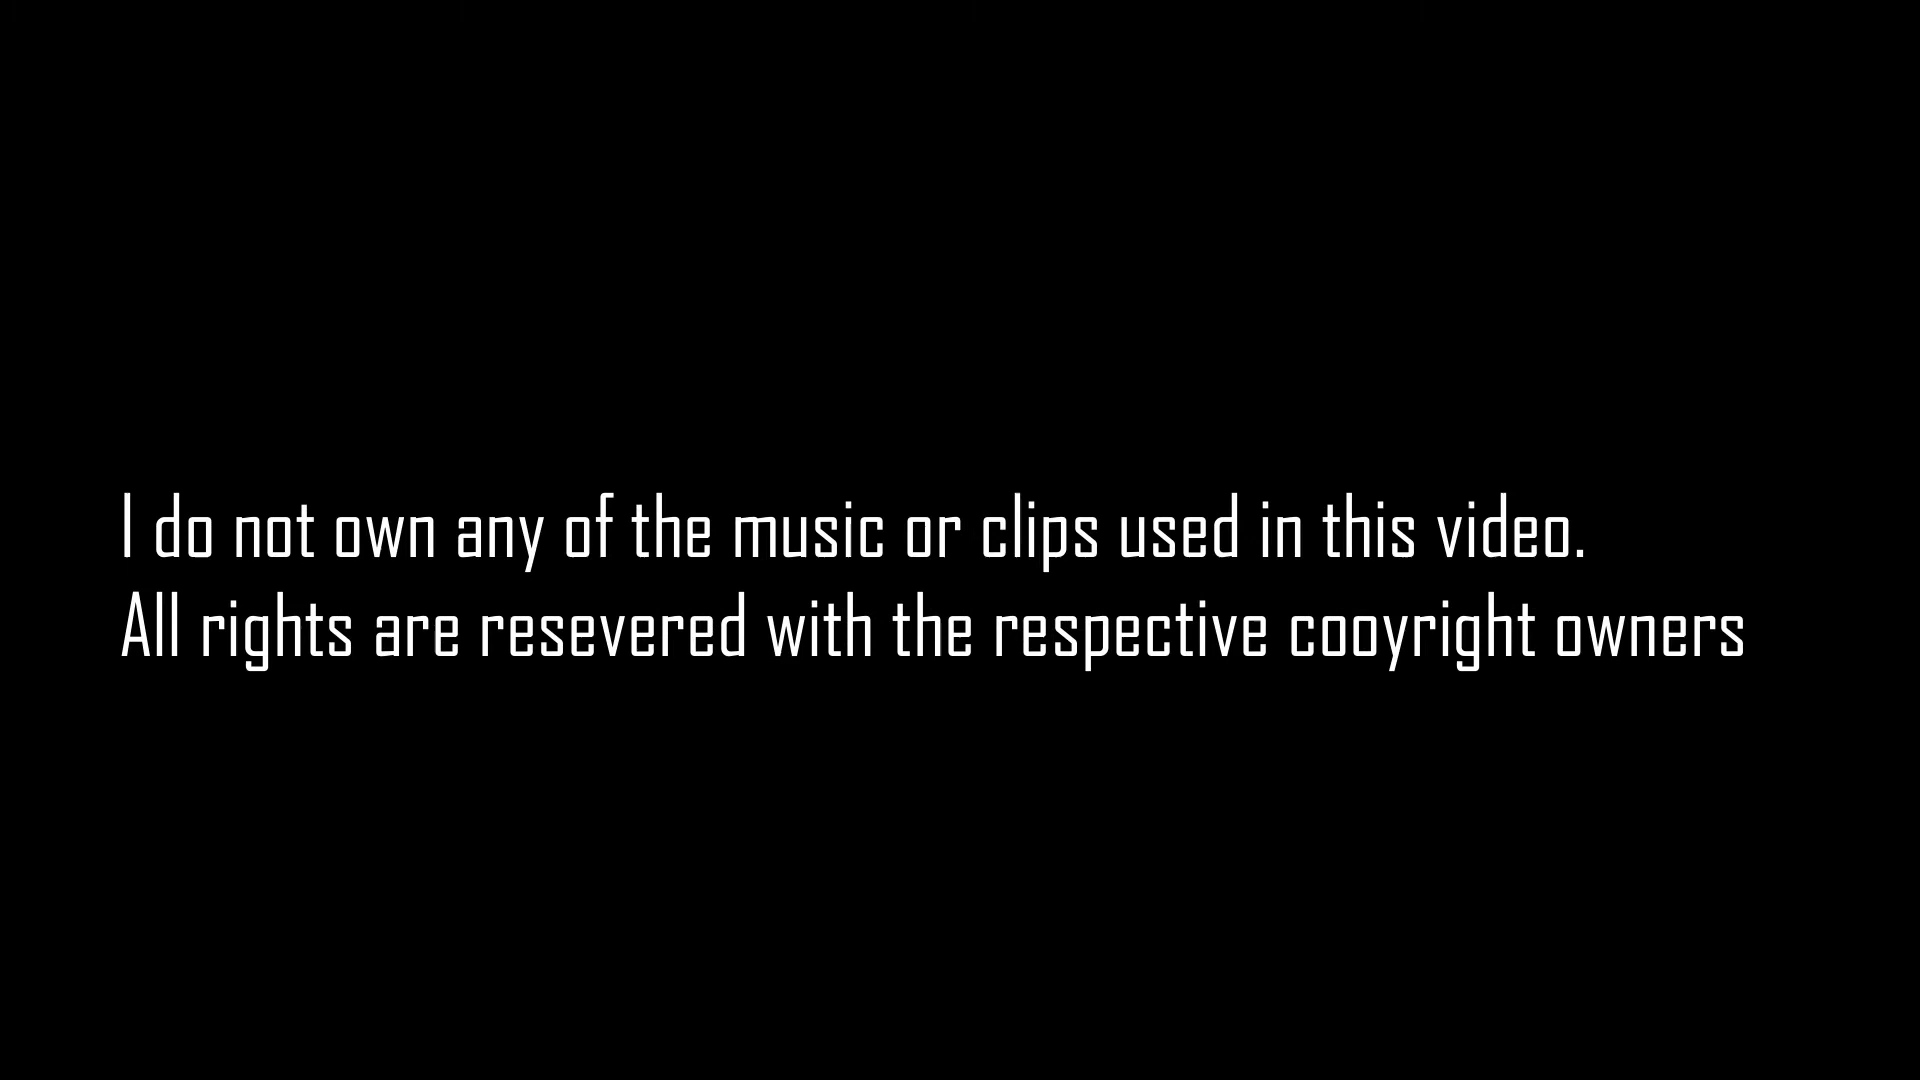 I do not own any of the music or clips used in this video.
All rights are resevered with the respective cooyright owners